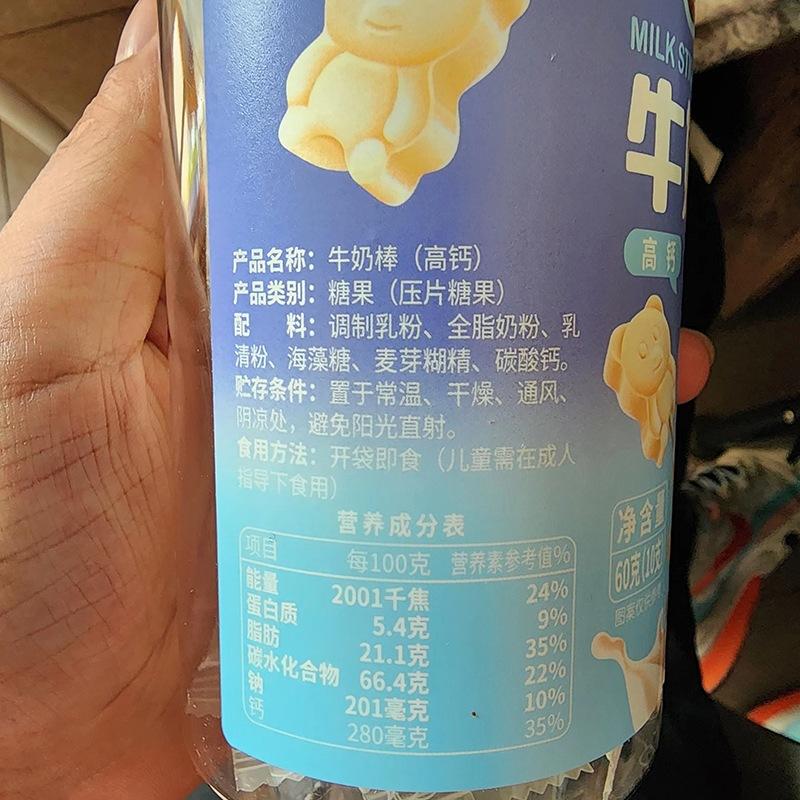 MILK
牛
高钙
产品名称：牛奶棒（高钙）
产品类别：糖果（压片糖果）
配　　料：调制乳粉、全脂奶粉、乳
清粉、海藻糖、麦芽糊精、碳酸钙。
贮存条件：置于常温、干燥、通风、
阴凉处，避免阳光直射。
食用方法：开袋即食（儿童需在成人
指导下食用）
营养成分表
项目 每100克 营养素参考值%
能量 2001千焦 24%
蛋白质 5.4克 9%
脂肪 21.1克 35%
碳水化合物 66.4克 22%
钠 201毫克 10%
钙 280毫克 35%
净含量
60克(10克
图案仅供